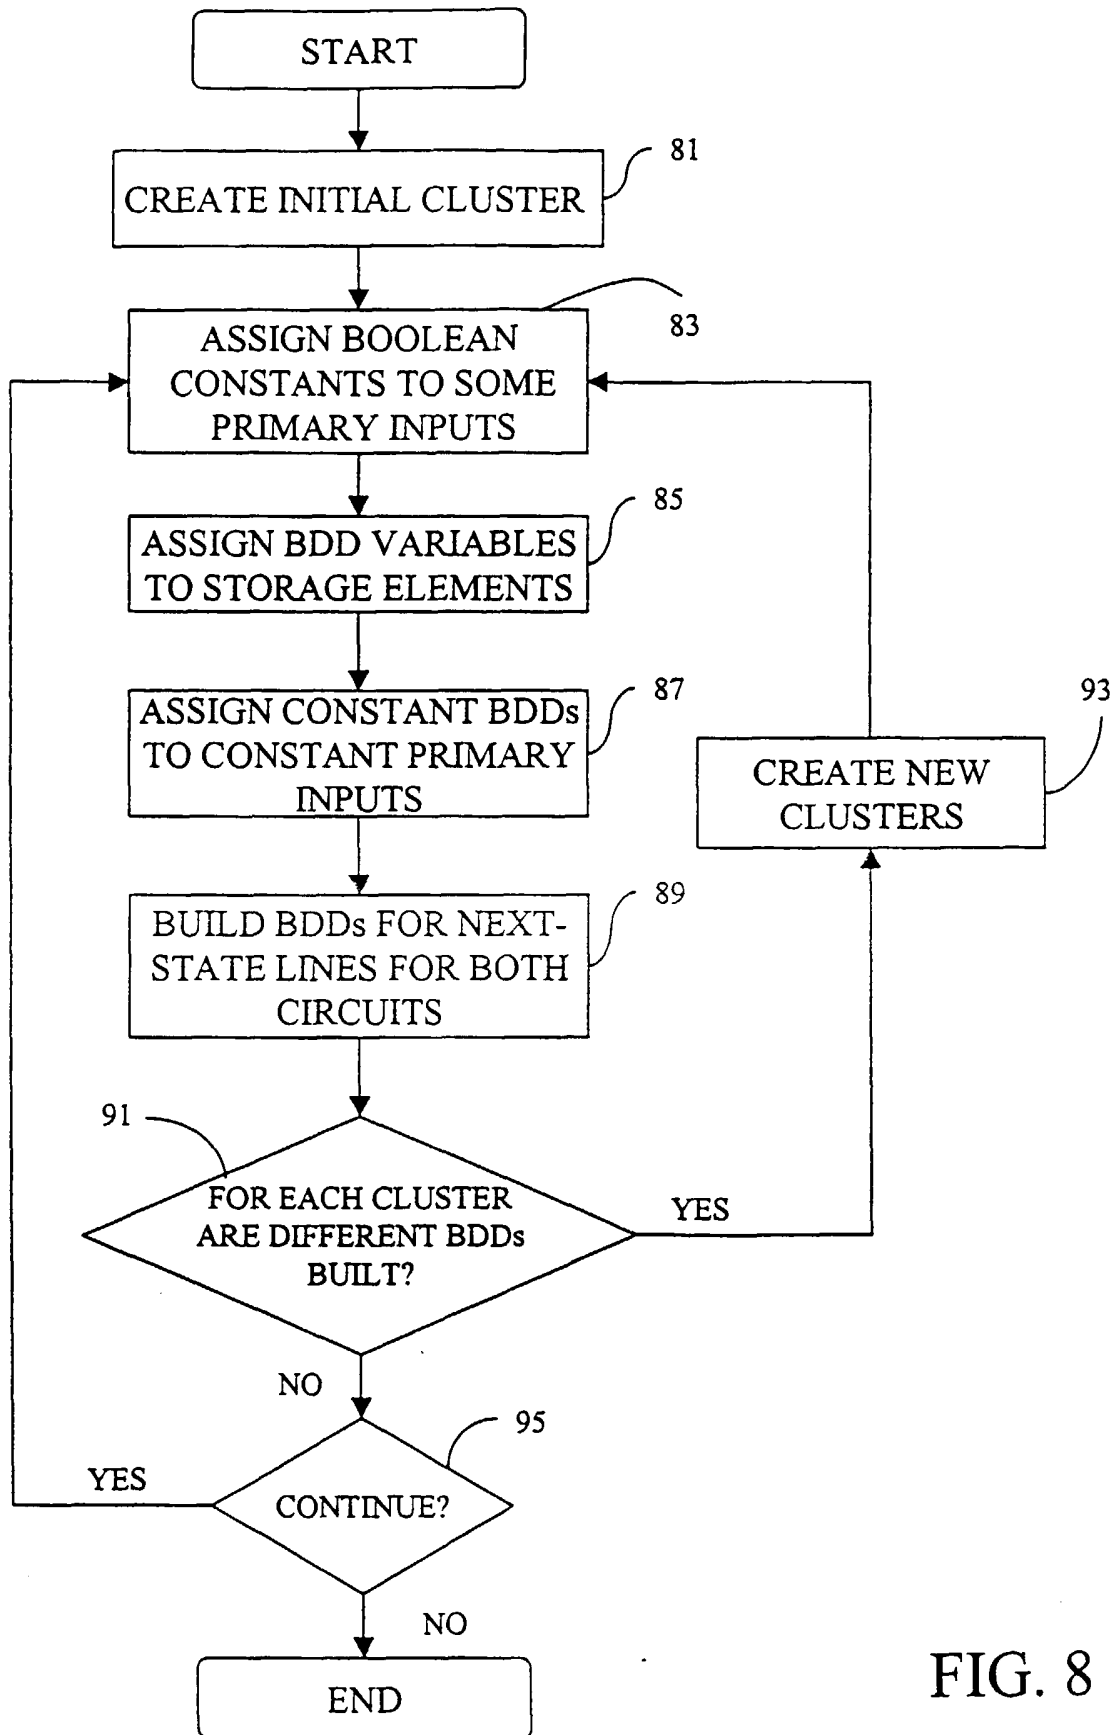 START
81
CREATE INITIAL CLUSTER
83
ASSIGN BOOLEAN
CONSTANTS TO SOME
PRIMARY INPUTS
85
ASSIGN BDD VARIABLES
TO STORAGE ELEMENTS
87
ASSIGN CONSTANT BDDs
TO CONSTANT PRIMARY
INPUTS
93
CREATE NEW
CLUSTERS
89
BUILD BDDs FOR NEXT-
STATE LINES FOR BOTH
CIRCUITS
91
FOR EACH CLUSTER
ARE DIFFERENT BDDs
BUILT?
YES
NO
95
YES
CONTINUE?
NO
END
FIG. 8